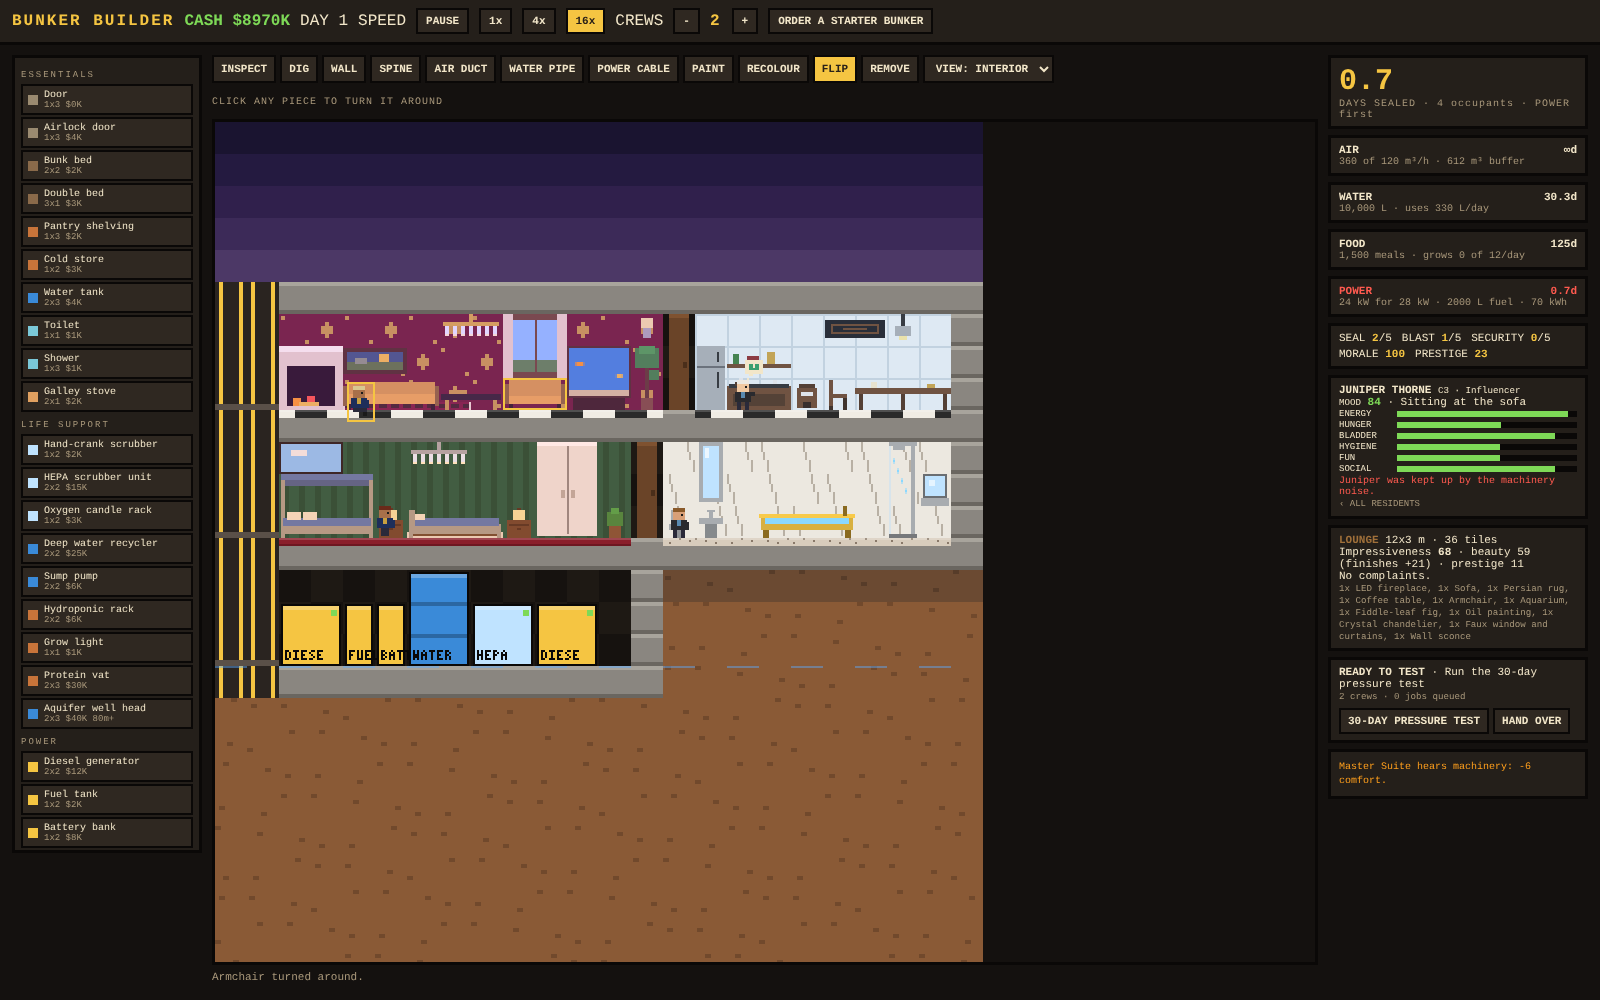 BUNKER BUILDER CASH $8970K DAY 1 SPEED PAUSE 1x 4x 16x CREWS - 2 + ORDER A STARTER BUNKER
INSPECT DIG WALL SPINE AIR DUCT WATER PIPE POWER CABLE PAINT RECOLOUR FLIP REMOVE VIEW: INTERIOR
CLICK ANY PIECE TO TURN IT AROUND
ESSENTIALS
Door
1x3 $0K
Airlock door
1x3 $4K
Bunk bed
2x2 $2K
Double bed
3x1 $3K
Pantry shelving
1x3 $2K
Cold store
1x2 $3K
Water tank
2x3 $4K
Toilet
1x1 $1K
Shower
1x3 $1K
Galley stove
2x1 $2K
LIFE SUPPORT
Hand-crank scrubber
1x2 $2K
HEPA scrubber unit
2x2 $15K
Oxygen candle rack
1x2 $3K
Deep water recycler
2x2 $25K
Sump pump
2x2 $6K
Hydroponic rack
2x2 $6K
Grow light
1x1 $1K
Protein vat
2x3 $30K
Aquifer well head
2x3 $40K 80m+
POWER
Diesel generator
2x2 $12K
Fuel tank
1x2 $2K
Battery bank
1x2 $8K
DIESE FUE BAT WATER HEPA DIESE
Armchair turned around.
0.7
DAYS SEALED · 4 occupants · POWER
first
AIR ∞d
360 of 120 m³/h · 612 m³ buffer
WATER 30.3d
10,000 L · uses 330 L/day
FOOD 125d
1,500 meals · grows 0 of 12/day
POWER 0.7d
24 kW for 28 kW · 2000 L fuel · 70 kWh
SEAL 2/5 BLAST 1/5 SECURITY 0/5
MORALE 100 PRESTIGE 23
JUNIPER THORNE C3 · Influencer
MOOD 84 · Sitting at the sofa
ENERGY
HUNGER
BLADDER
HYGIENE
FUN
SOCIAL
Juniper was kept up by the machinery
noise.
‹ ALL RESIDENTS
LOUNGE 12x3 m · 36 tiles
Impressiveness 68 · beauty 59
(finishes +21) · prestige 11
No complaints.
1x LED fireplace, 1x Sofa, 1x Persian rug,
1x Coffee table, 1x Armchair, 1x Aquarium,
1x Fiddle-leaf fig, 1x Oil painting, 1x
Crystal chandelier, 1x Faux window and
curtains, 1x Wall sconce
READY TO TEST · Run the 30-day
pressure test
2 crews · 0 jobs queued
30-DAY PRESSURE TEST HAND OVER
Master Suite hears machinery: -6
comfort.